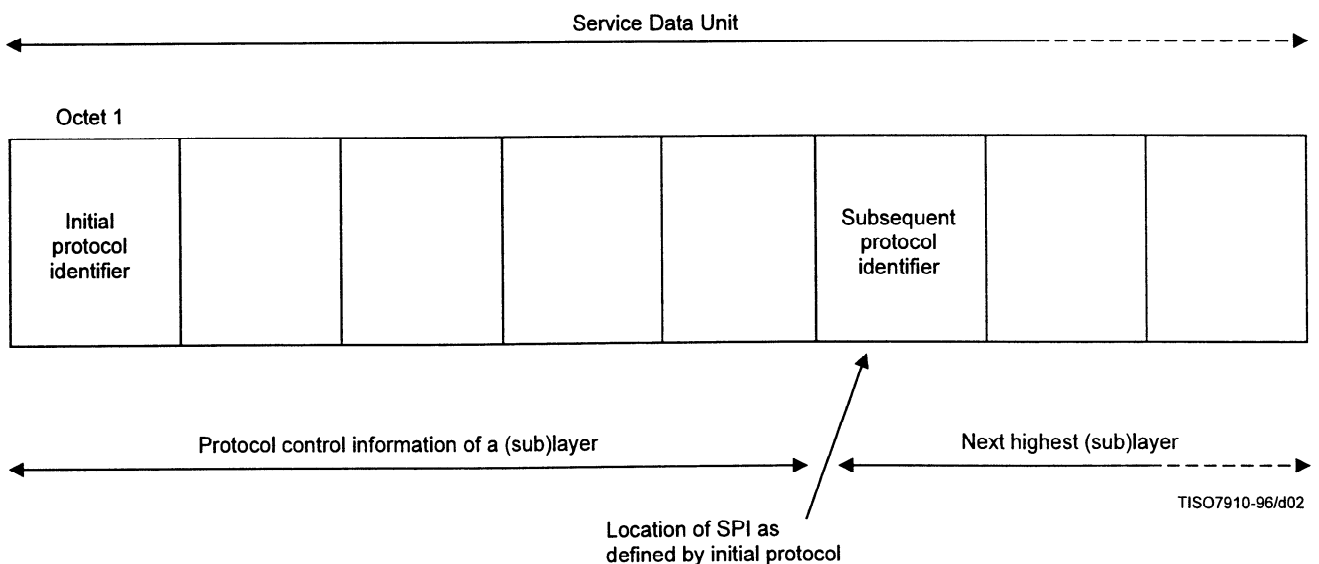 Service Data Unit
Octet 1
Initial
protocol
identifier
Subsequent
protocol
identifier
Protocol control information of a (sub)layer
Next highest (sub)layer
TISO7910-96/d02
Location of SPI as
defined by initial protocol